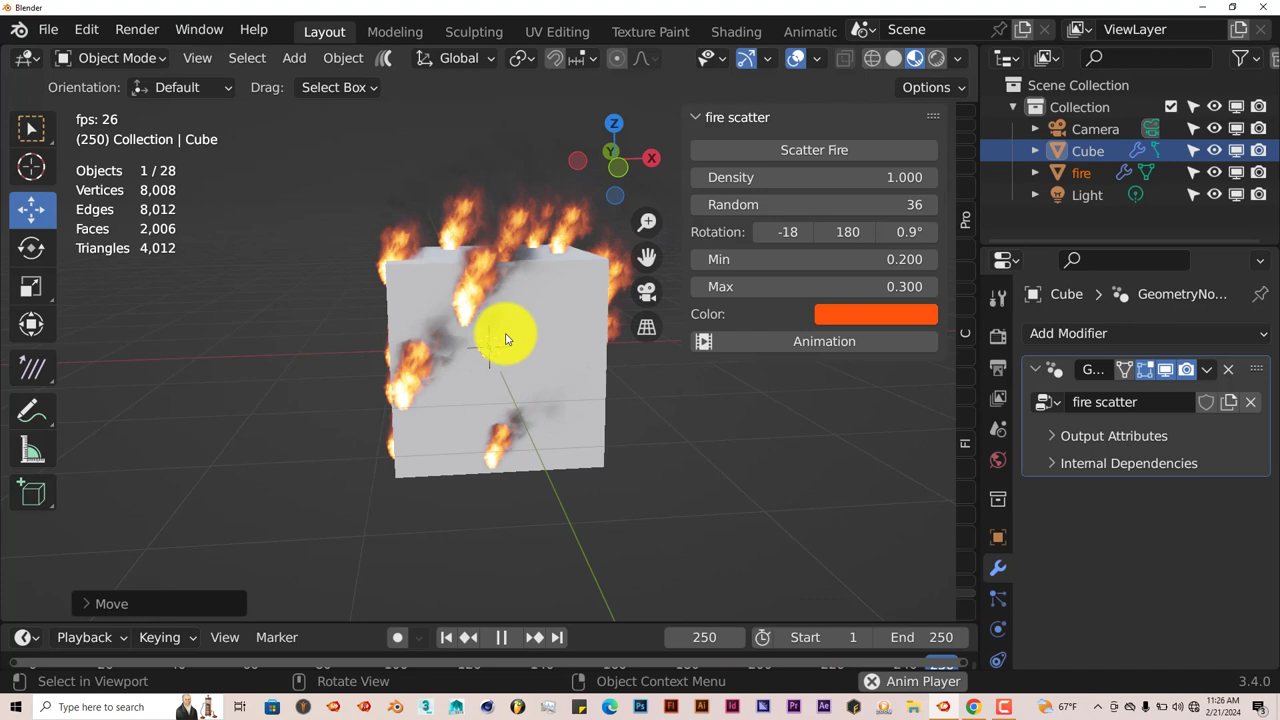 Blender
File Edit Render Window Help Layout Modeling Sculpting UV Editing Texture Paint Shading Animatic Scene ViewLayer
Object Mode View Select Add Object Global
Orientation: Default Drag: Select Box Options
fps: 26
(250) Collection | Cube
Objects 1 / 28
Vertices 8,008
Edges 8,012
Faces 2,006
Triangles 4,012
Z
Y
X
fire scatter
Scatter Fire
Density 1.000
Random 36
Rotation: -18 180 0.9°
Min 0.200
Max 0.300
Color:
Animation
Pro
C
FI
Scene Collection
Collection
Camera
Cube
fire
Light
Cube GeometryNo...
Add Modifier
G...
fire scatter
Output Attributes
Internal Dependencies
Move
Playback Keying View Marker 250 Start 1 End 250
Select in Viewport Rotate View Object Context Menu Anim Player 3.4.0
Type here to search 67°F 11:26 AM
2/21/2024